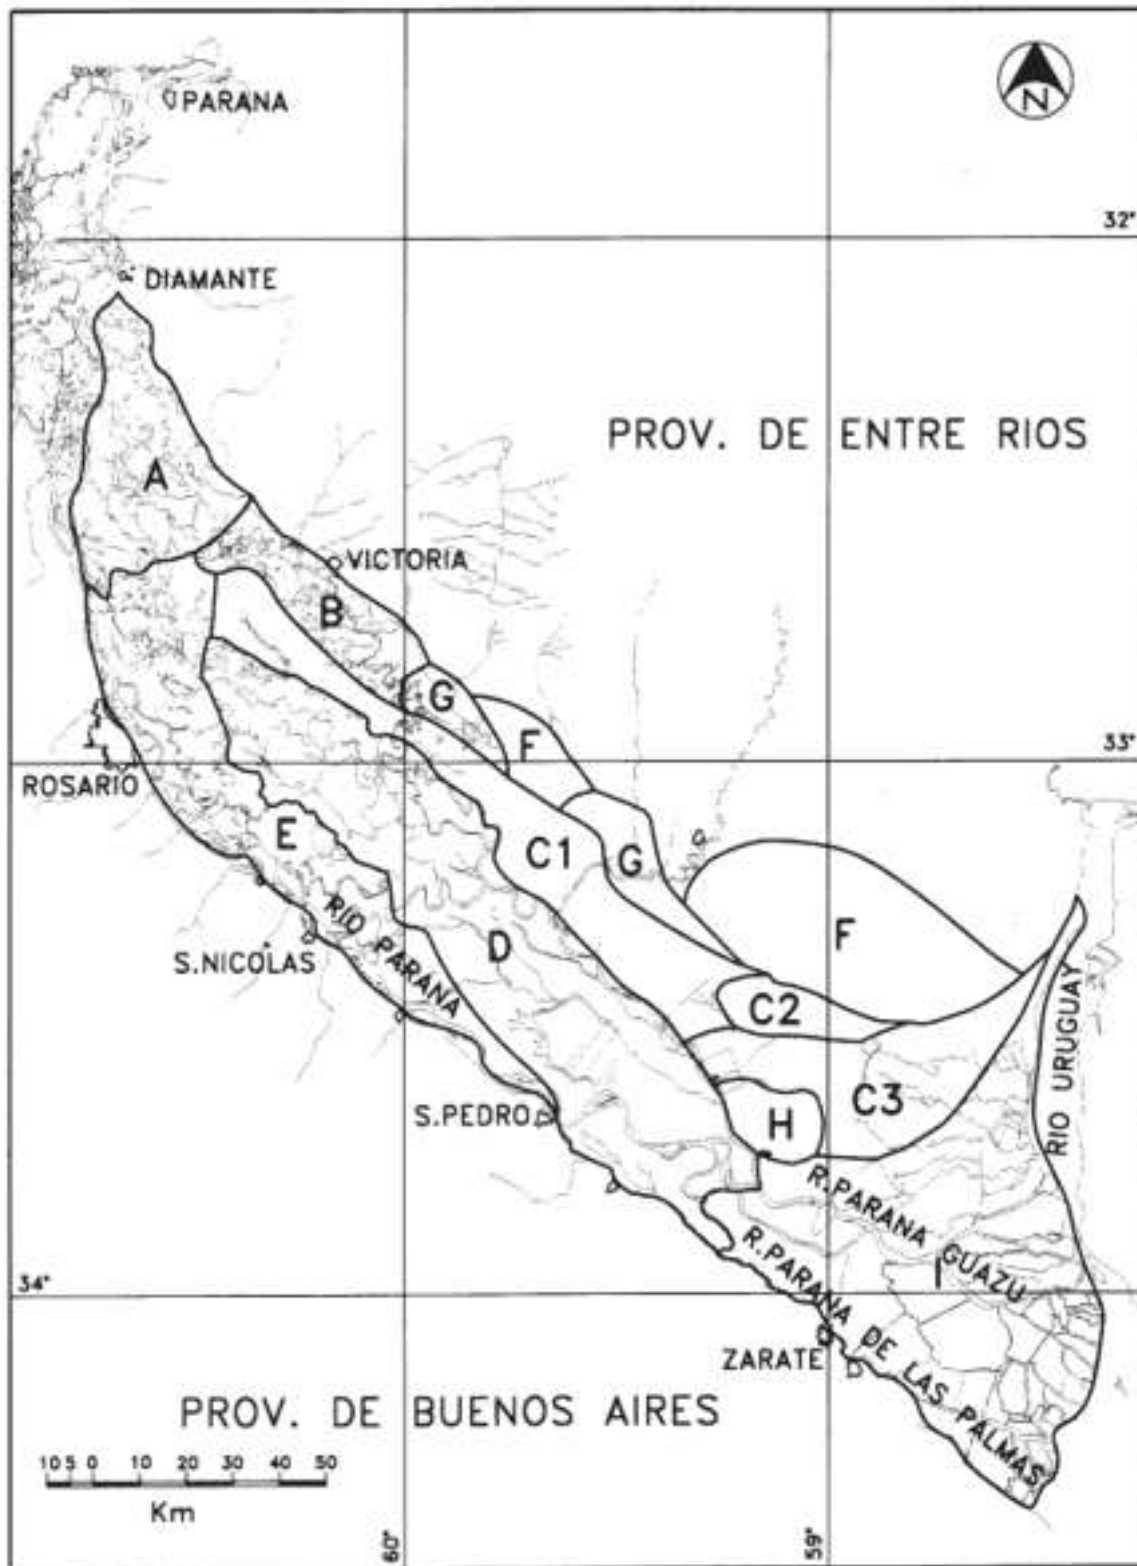 PARANA
N
32°
DIAMANTE
PROV. DE ENTRE RIOS
A
VICTORIA
B
G
F
33°
ROSARIO
E
C1
G
RIO PARANA
D
F
S.NICOLAS
C2
RIO URUGUAY
C3
S.PEDRO
H
R.PARANA GUAZU
I
34°
R.PARANA DE LAS PALMAS
ZARATE
PROV. DE BUENOS AIRES
10 5 0 10 20 30 40 50
Km
60°
59°